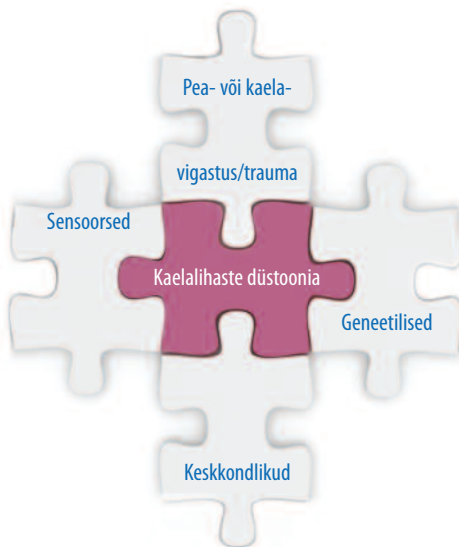 Pea- või kaela-
vigastus/trauma
Sensoorsed
Kaelalihaste düstoonia
Geneetilised
Keskkondlikud